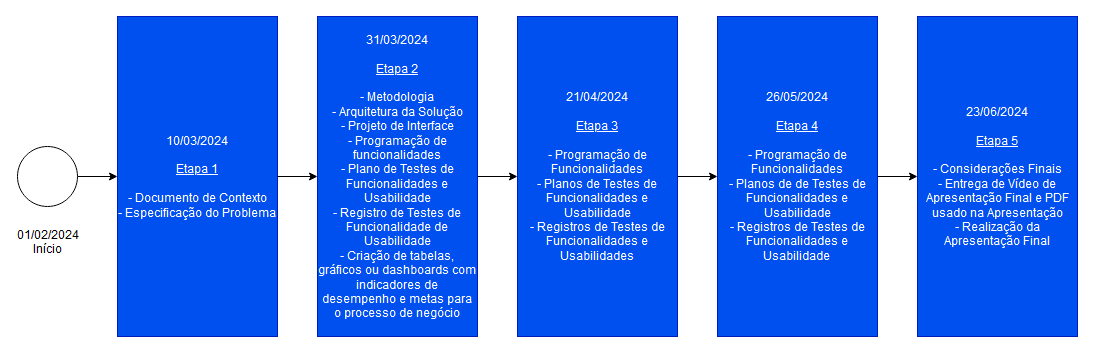 01/02/2024
Início
10/03/2024
Etapa 1
- Documento de Contexto
- Especificação do Problema
31/03/2024
Etapa 2
- Metodologia
- Arquitetura da Solução
- Projeto de Interface
- Programação de
funcionalidades
- Plano de Testes de
Funcionalidades e
Usabilidade
- Registro de Testes de
Funcionalidade de
Usabilidade
- Criação de tabelas,
gráficos ou dashboards com
indicadores de
desempenho e metas para
o processo de negócio
21/04/2024
Etapa 3
- Programação de
Funcionalidades
- Planos de Testes de
Funcionalidades e
Usabilidade
- Registros de Testes de
Funcionalidades e
Usabilidades
26/05/2024
Etapa 4
- Programação de
Funcionalidades
- Planos de de Testes de
Funcionalidades e
Usabilidade
- Registros de Testes de
Funcionalidades e
Usabilidade
23/06/2024
Etapa 5
- Considerações Finais
- Entrega de Vídeo de
Apresentação Final e PDF
usado na Apresentação
- Realização da
Apresentação Final